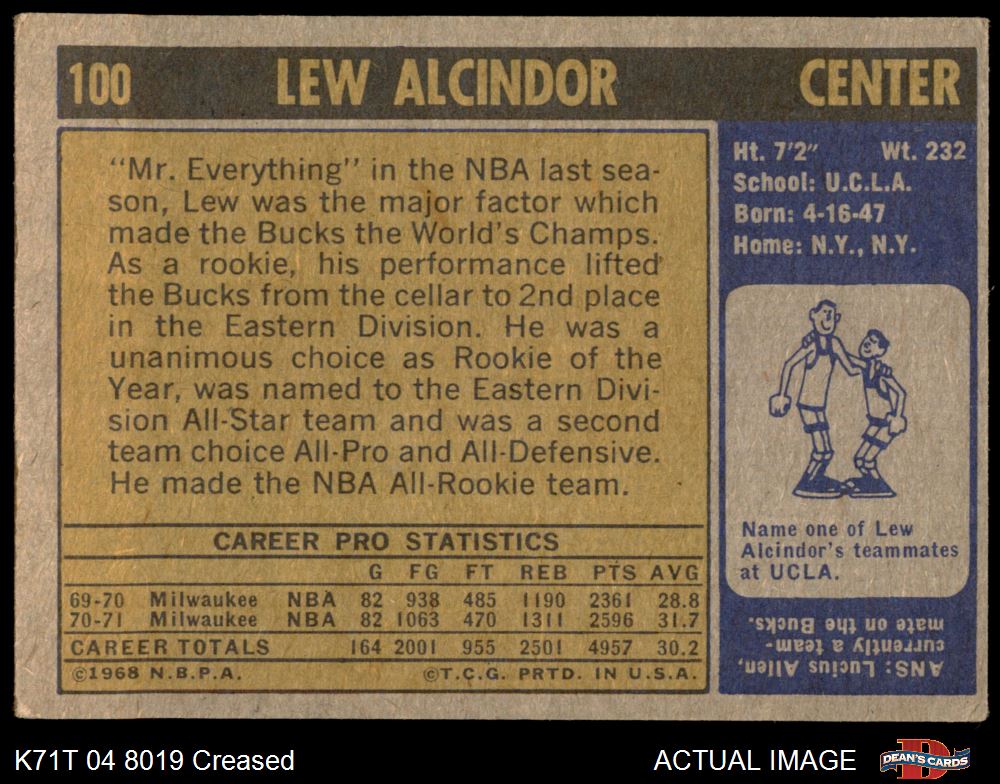 100 LEW ALCINDOR CENTER
"Mr. Everything" in the NBA last sea-
son, Lew was the major factor which
made the Bucks the World's Champs.
As a rookie, his performance lifted
the Bucks from the cellar to 2nd place
in the Eastern Division. He was a
unanimous choice as Rookie of the
Year, was named to the Eastern Divi-
sion All-Star team and was a second
team choice All-Pro and All-Defensive.
He made the NBA All-Rookie team.
CAREER PRO STATISTICS
G FG FT REB PTS AVG
69-70 Milwaukee NBA 82 938 485 1190 2361 28.8
70-71 Milwaukee NBA 82 1063 470 1311 2596 31.7
CAREER TOTALS 164 2001 955 2501 4957 30.2
©1968 N.B.P.A. ©T.C.G. PRTD. IN U.S.A.
Ht. 7'2" Wt. 232
School: U.C.L.A.
Born: 4-16-47
Home: N.Y., N.Y.
Name one of Lew
Alcindor's teammates
at UCLA.
ANS: Lucius Allen,
currently a team-
mate on the Bucks.
K71T 04 8019 Creased ACTUAL IMAGE
D
DEAN'S CARDS